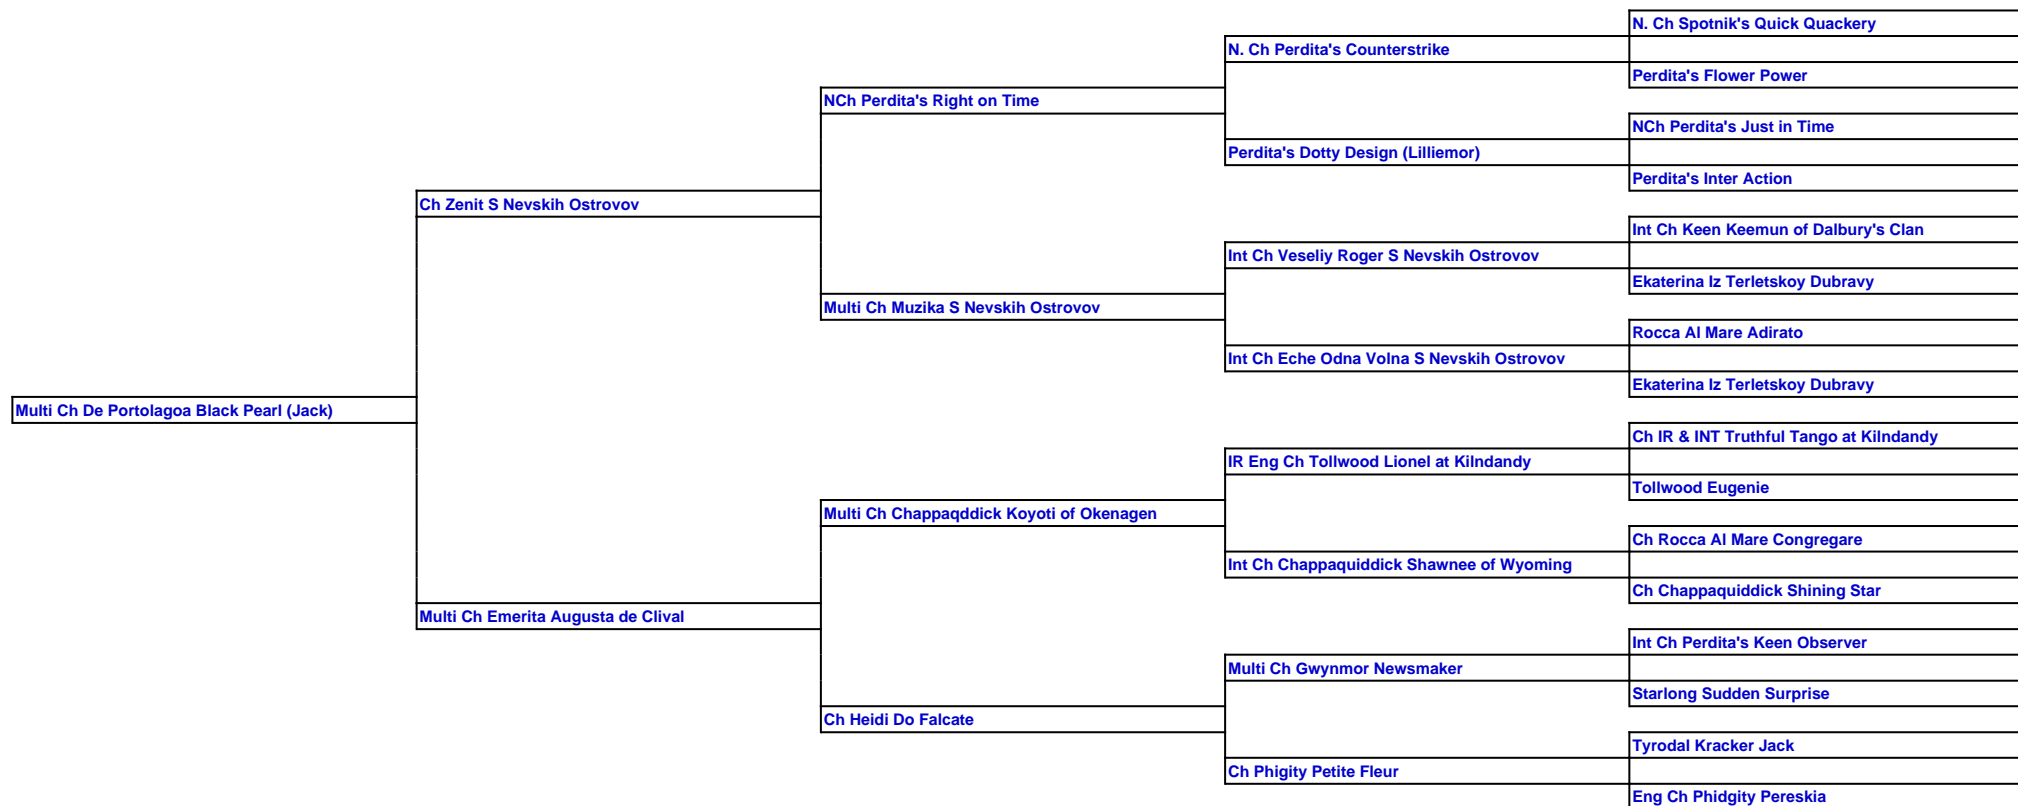 N. Ch Spotnik's Quick Quackery
N. Ch Perdita's Counterstrike
Perdita's Flower Power
NCh Perdita's Right on Time
NCh Perdita's Just in Time
Perdita's Dotty Design (Lilliemor)
Perdita's Inter Action
Ch Zenit S Nevskih Ostrovov
Int Ch Keen Keemun of Dalbury's Clan
Int Ch Veseliy Roger S Nevskih Ostrovov
Ekaterina Iz Terletskoy Dubravy
Multi Ch Muzika S Nevskih Ostrovov
Rocca Al Mare Adirato
Int Ch Eche Odna Volna S Nevskih Ostrovov
Ekaterina Iz Terletskoy Dubravy
Multi Ch De Portolagoa Black Pearl (Jack)
Ch IR & INT Truthful Tango at Kilndandy
IR Eng Ch Tollwood Lionel at Kilndandy
Tollwood Eugenie
Multi Ch Chappaqddick Koyoti of Okenagen
Ch Rocca Al Mare Congregare
Int Ch Chappaquiddick Shawnee of Wyoming
Ch Chappaquiddick Shining Star
Multi Ch Emerita Augusta de Clival
Int Ch Perdita's Keen Observer
Multi Ch Gwynmor Newsmaker
Starlong Sudden Surprise
Ch Heidi Do Falcate
Tyrodal Kracker Jack
Ch Phigity Petite Fleur
Eng Ch Phidgity Pereskia